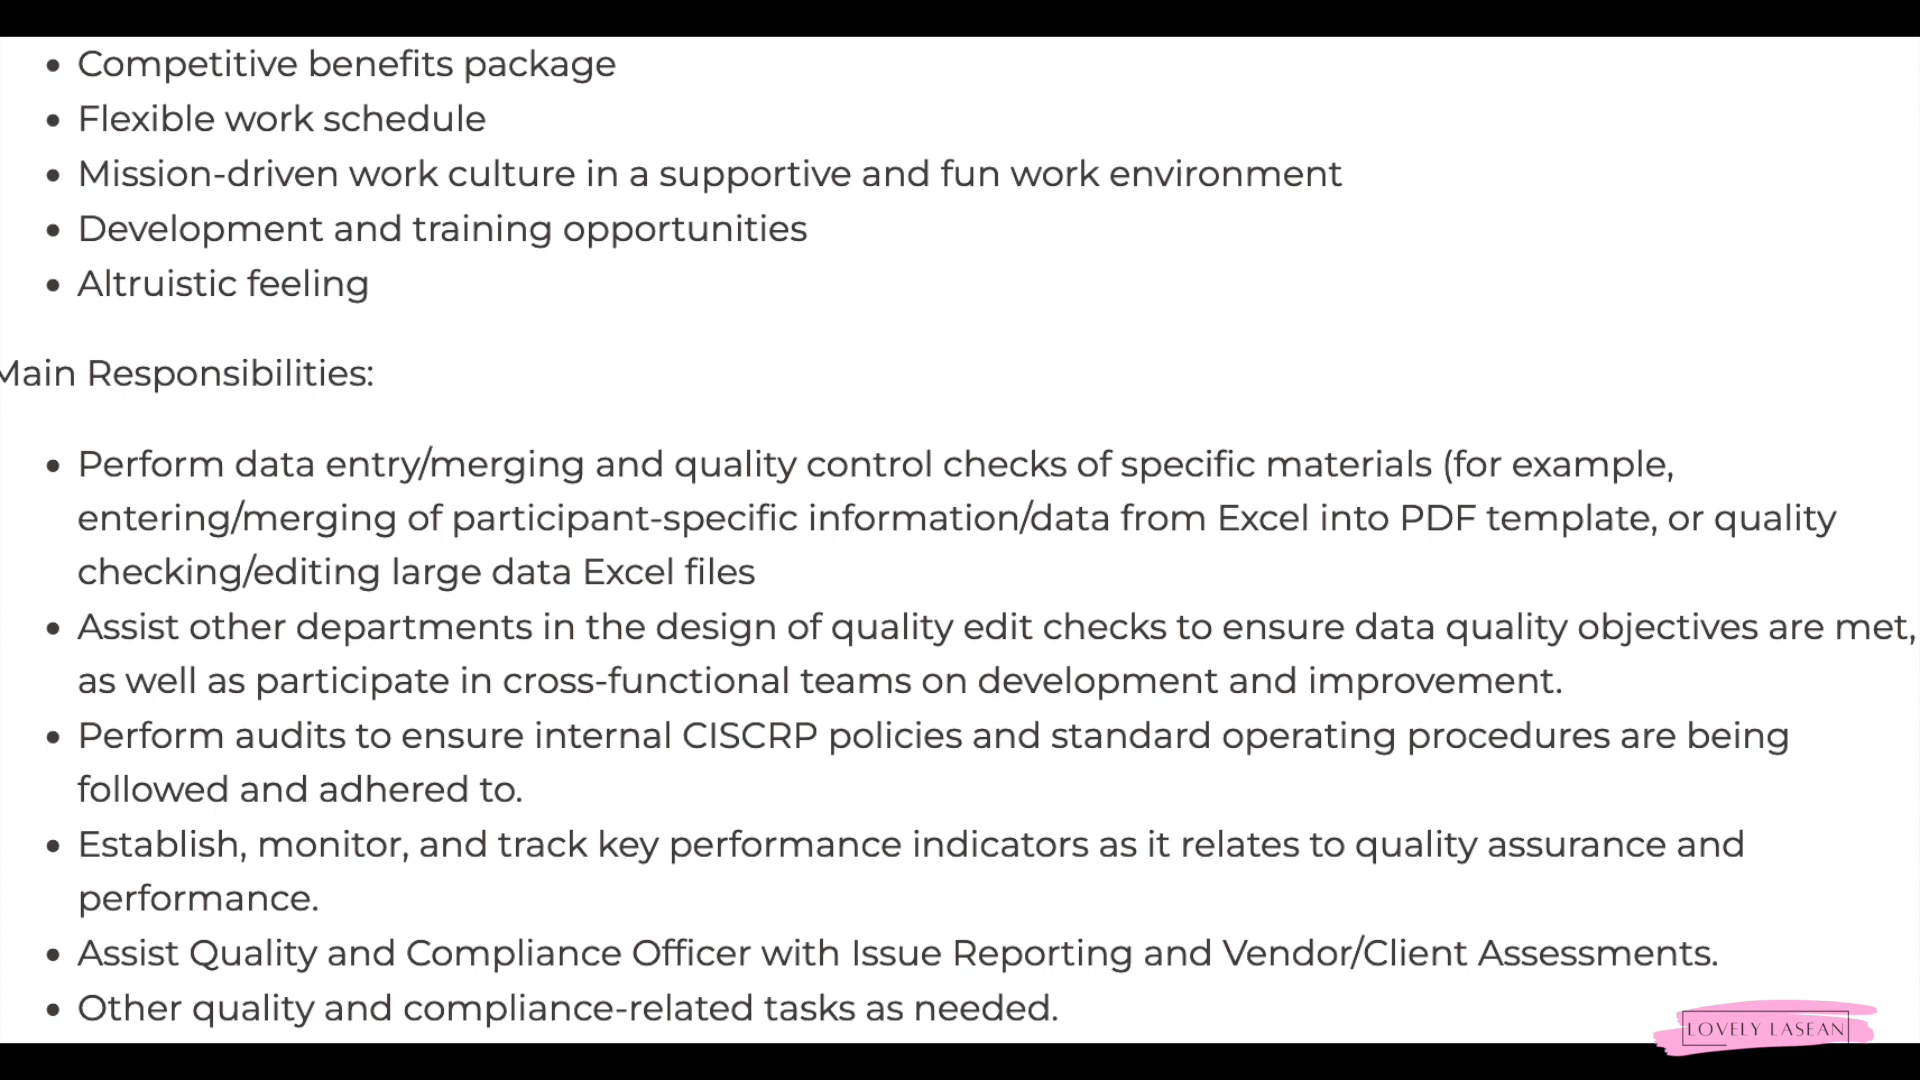 • Competitive benefits package
• Flexible work schedule
• Mission-driven work culture in a supportive and fun work environment
• Development and training opportunities
• Altruistic feeling
Main Responsibilities:
• Perform data entry/merging and quality control checks of specific materials (for example,
entering/merging of participant-specific information/data from Excel into PDF template, or quality
checking/editing large data Excel files
• Assist other departments in the design of quality edit checks to ensure data quality objectives are met,
as well as participate in cross-functional teams on development and improvement.
• Perform audits to ensure internal CISCRP policies and standard operating procedures are being
followed and adhered to.
• Establish, monitor, and track key performance indicators as it relates to quality assurance and
performance.
• Assist Quality and Compliance Officer with Issue Reporting and Vendor/Client Assessments.
• Other quality and compliance-related tasks as needed.
LOVELY LASEAN